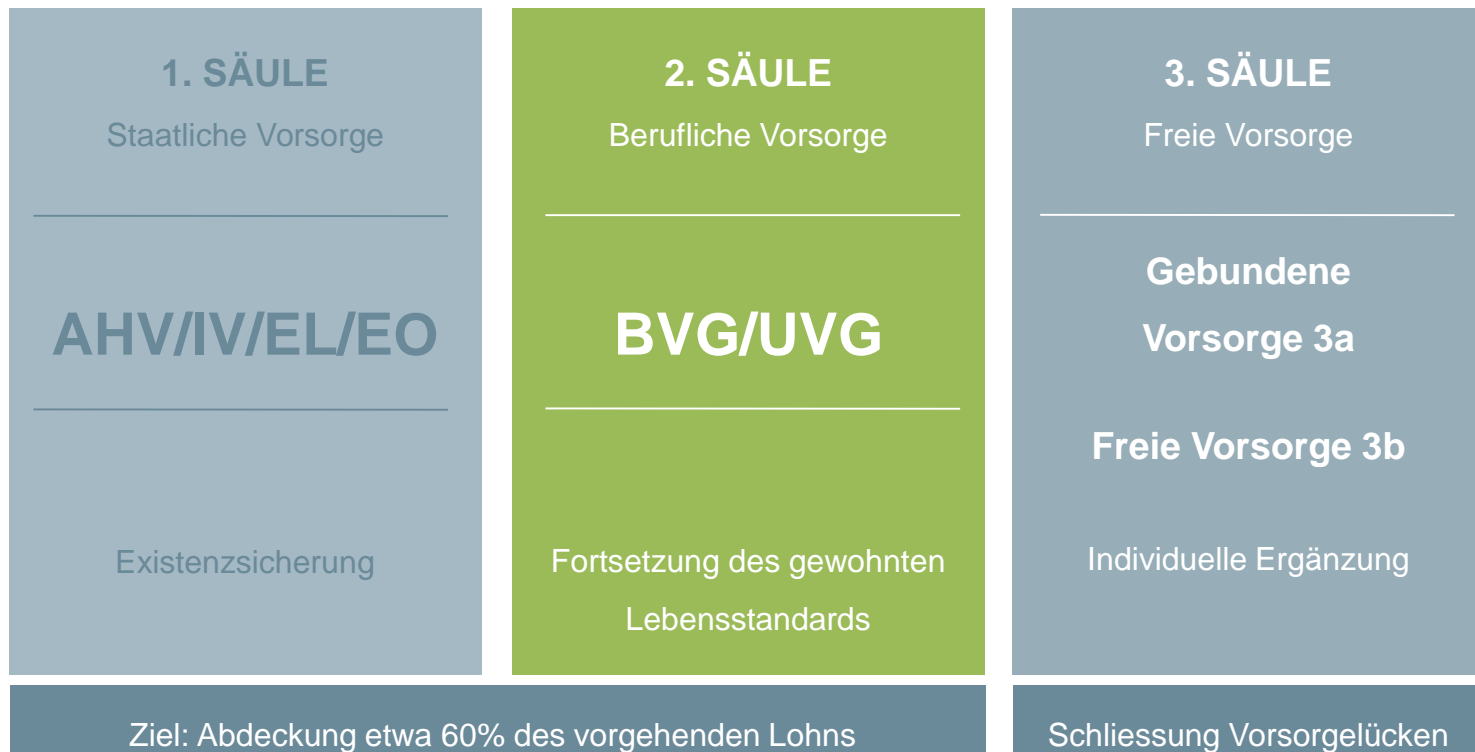 1. SÄULE
Staatliche Vorsorge
AHV/IV/EL/EO
Existenzsicherung
2. SÄULE
Berufliche Vorsorge
BVG/UVG
Fortsetzung des gewohnten
Lebensstandards
3. SÄULE
Freie Vorsorge
Gebundene
Vorsorge 3a
Freie Vorsorge 3b
Individuelle Ergänzung
Ziel: Abdeckung etwa 60% des vorgehenden Lohns
Schliessung Vorsorgelücken